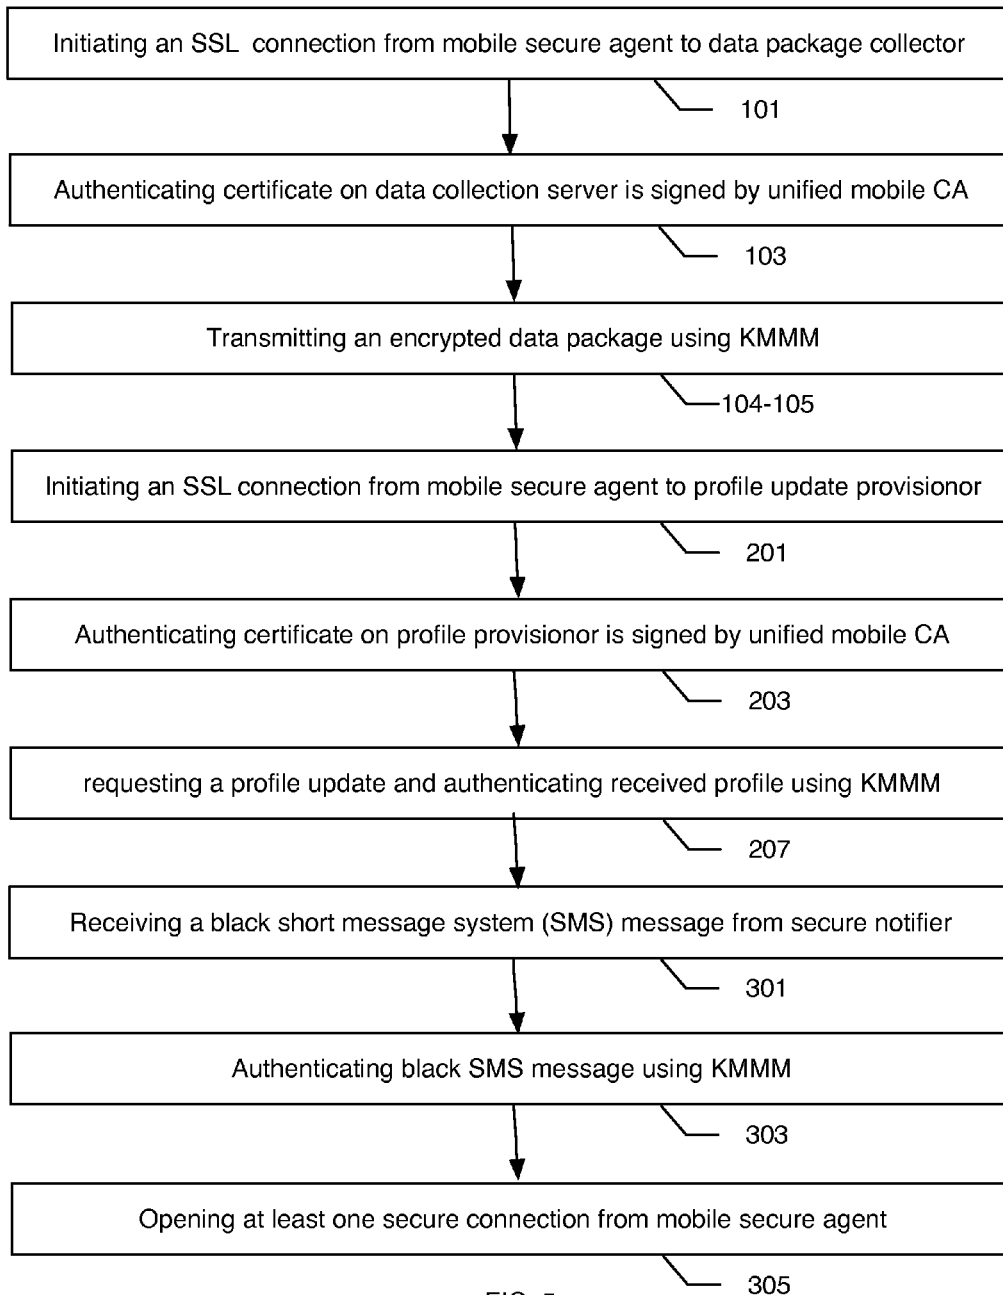 Initiating an SSL connection from mobile secure agent to data package collector
101
Authenticating certificate on data collection server is signed by unified mobile CA
103
Transmitting an encrypted data package using KMMM
104-105
Initiating an SSL connection from mobile secure agent to profile update provisionor
201
Authenticating certificate on profile provisionor is signed by unified mobile CA
203
requesting a profile update and authenticating received profile using KMMM
207
Receiving a black short message system (SMS) message from secure notifier
301
Authenticating black SMS message using KMMM
303
Opening at least one secure connection from mobile secure agent
305